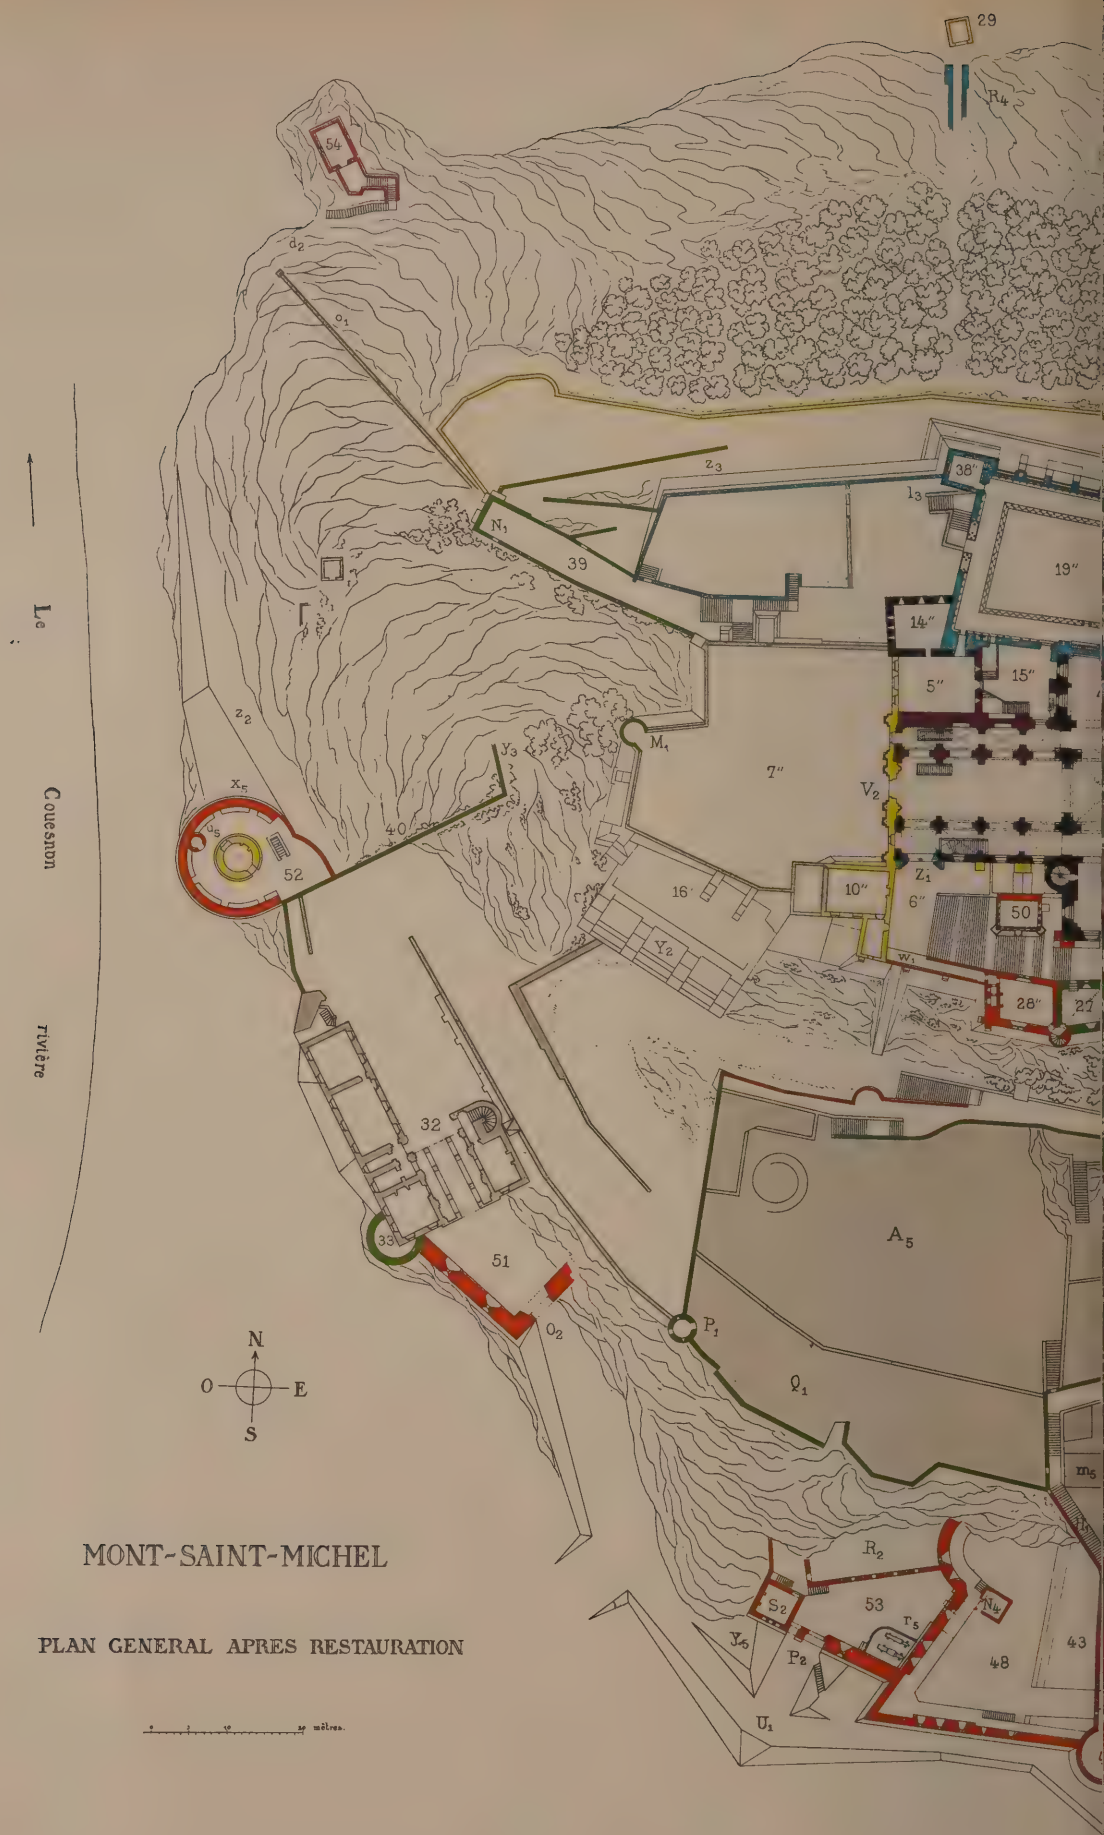 29
R₄
54
d₂
o₁
z₃
38"
l₃
N₁
39
19"
14"
5"
15"
Le
z₂
M₁
y₃
7"
V₂
X₅
u₅
40
Couesnon
52
Z₁
16
10"
6"
50
Y₂
w₁
28"
27
rivière
32
A₅
33
51
O₂
P₁
N
O E
S
Q₁
m₅
MONT-SAINT-MICHEL
R₂
S₂
53
N₄
r₅
43
PLAN GENERAL APRES RESTAURATION
P₂
48
U₁
mètres.